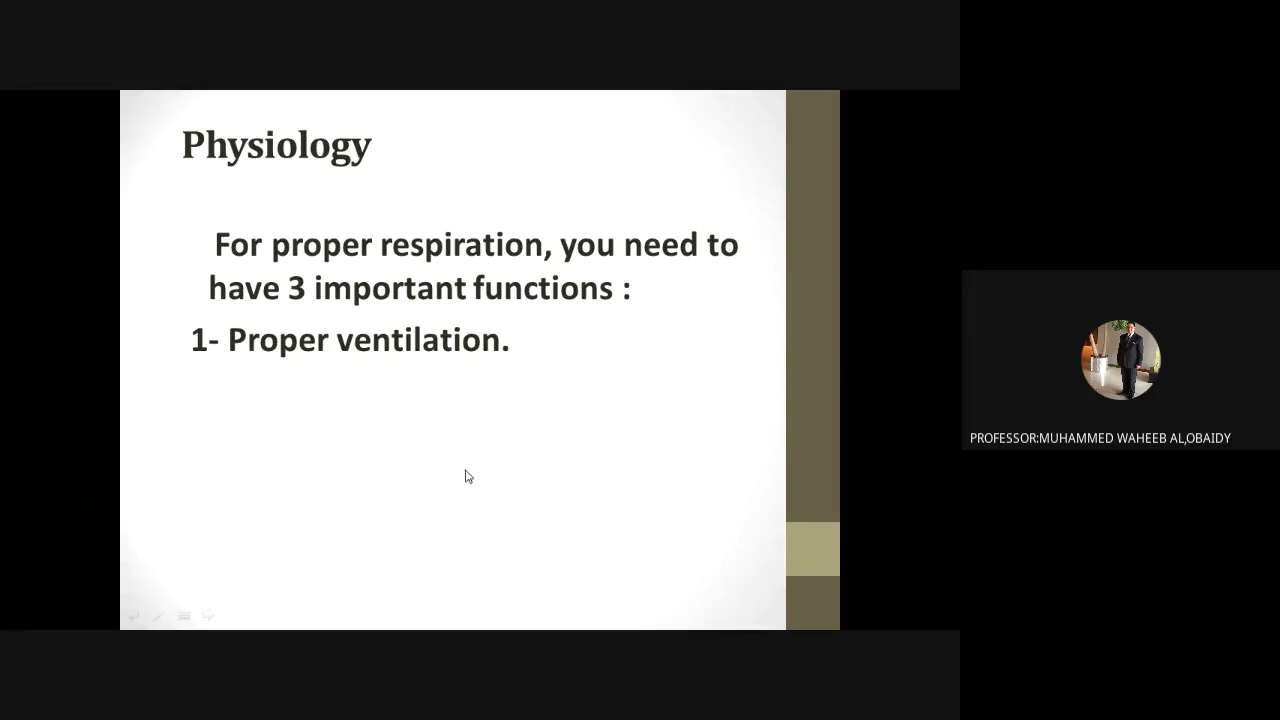 Physiology
For proper respiration, you need to
have 3 important functions :
1- Proper ventilation.
PROFESSOR:MUHAMMED WAHEEB AL,OBAIDY